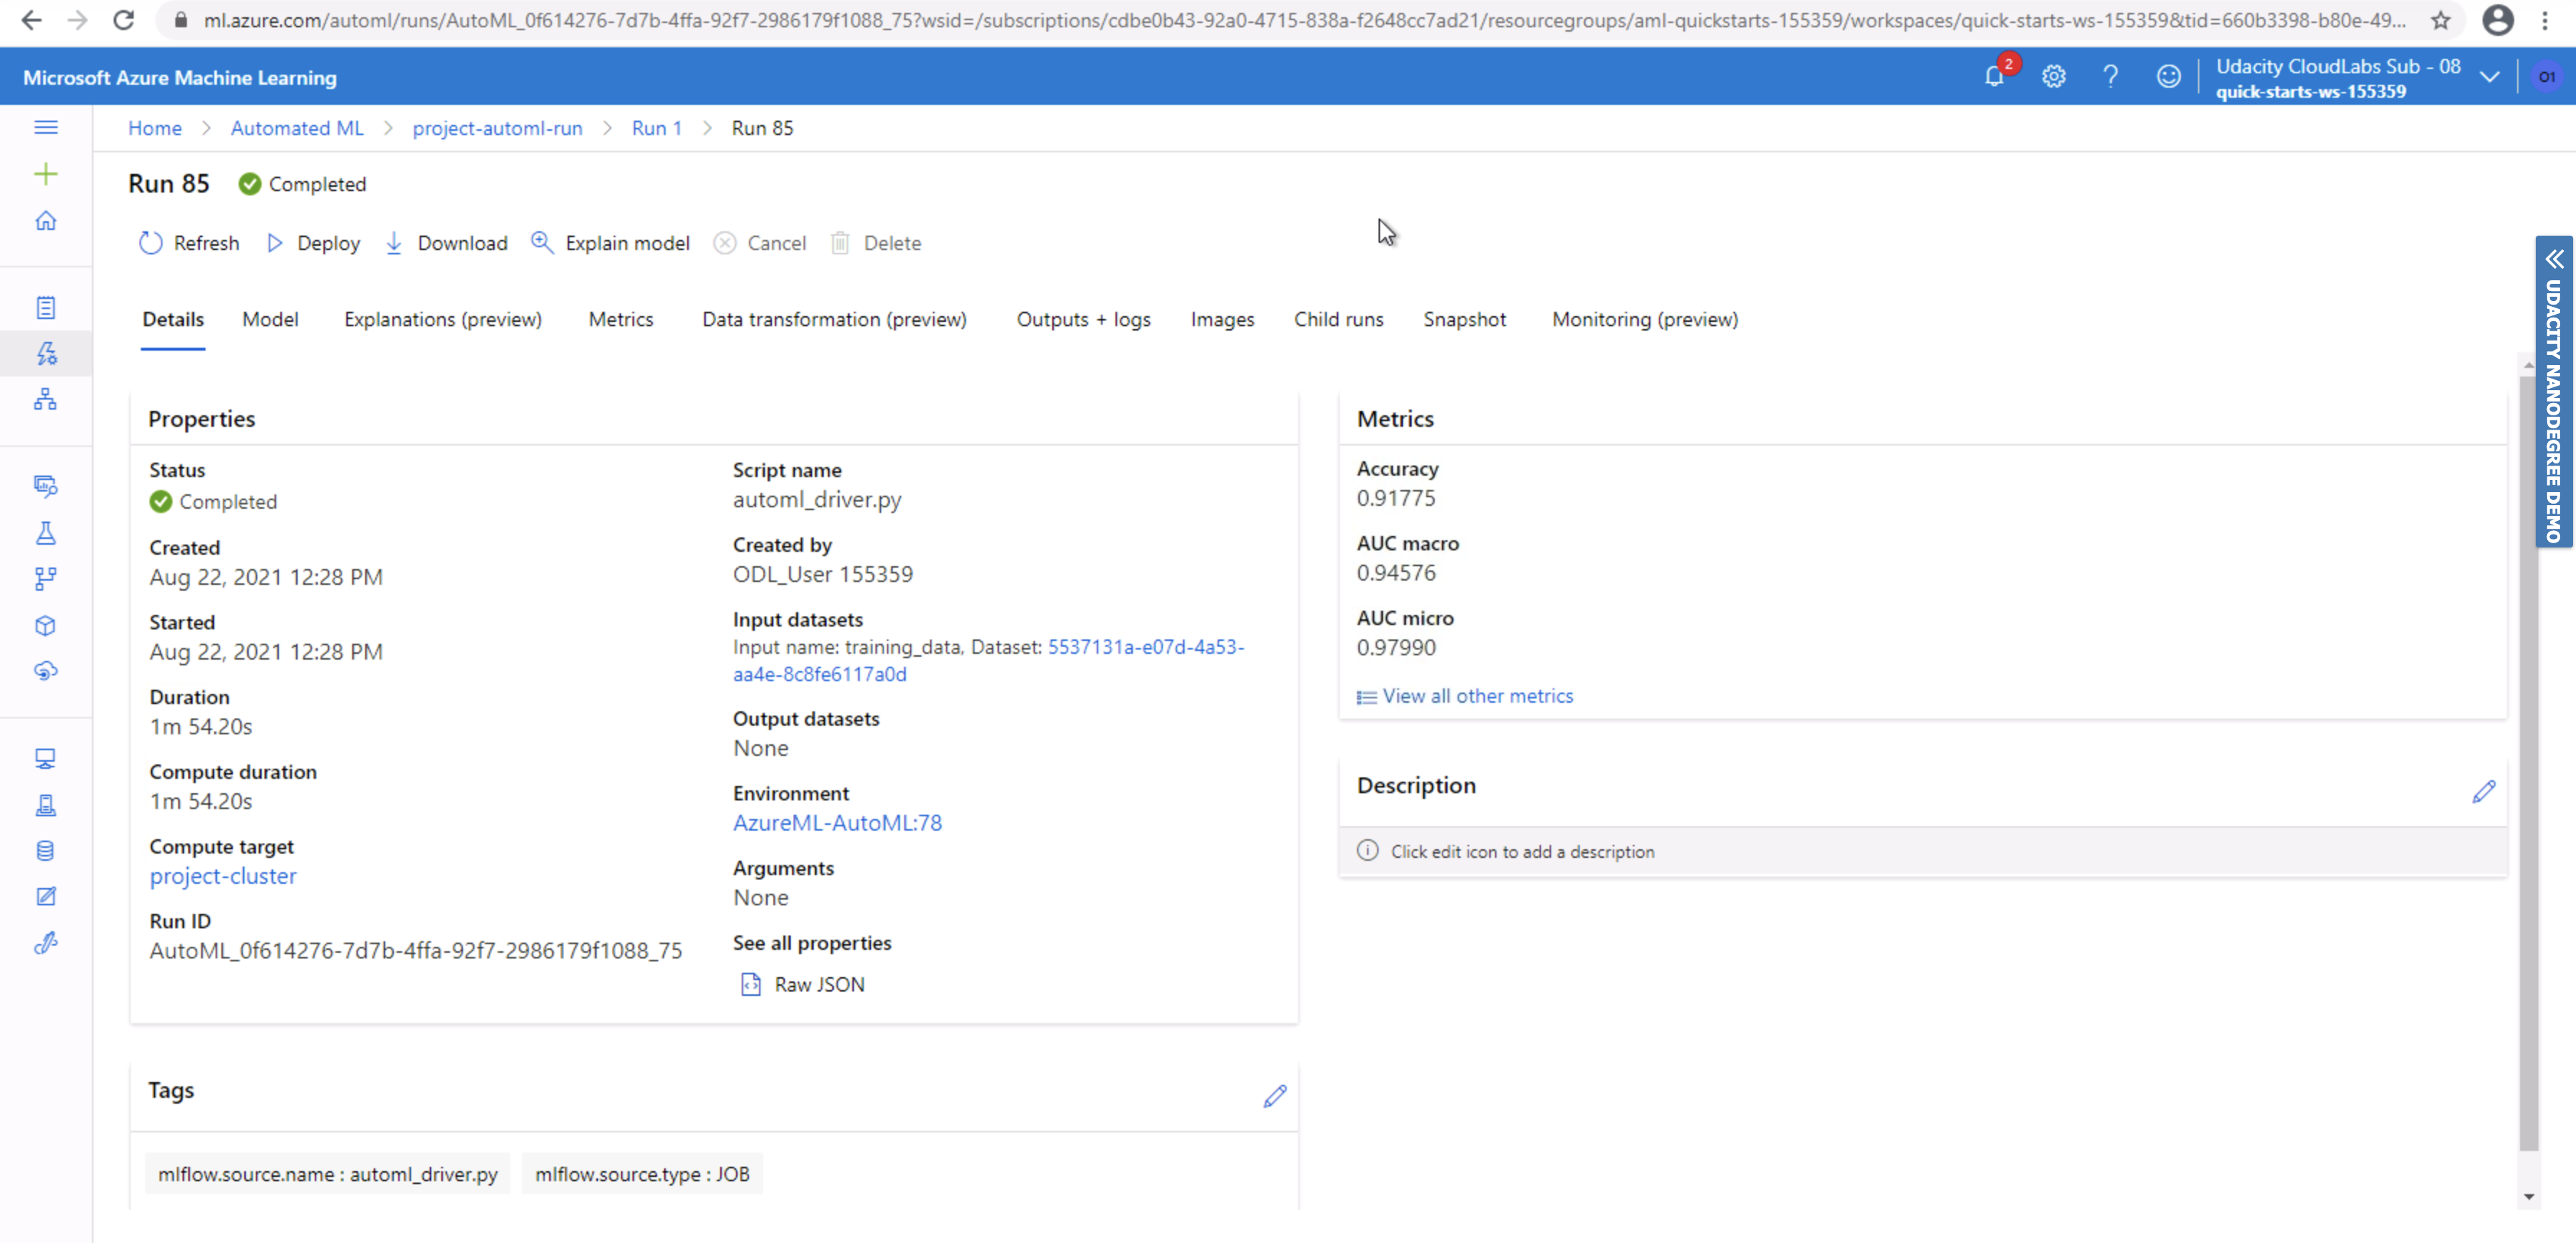 ml.azure.com/automl/runs/AutoML_0f614276-7d7b-4ffa-92f7-2986179f1088_75?wsid=/subscriptions/cdbe0b43-92a0-4715-838a-f2648cc7ad21/resourcegroups/aml-quickstarts-155359/workspaces/quick-starts-ws-155359&tid=660b3398-b80e-49...
Microsoft Azure Machine Learning
2
Udacity CloudLabs Sub - 08
quick-starts-ws-155359
O1
Home > Automated ML > project-automl-run > Run 1 > Run 85
Run 85 Completed
Refresh Deploy Download Explain model Cancel Delete
Details Model Explanations (preview) Metrics Data transformation (preview) Outputs + logs Images Child runs Snapshot Monitoring (preview)
UDACITY NANODEGREE DEMO
Properties
Status
Completed
Created
Aug 22, 2021 12:28 PM
Started
Aug 22, 2021 12:28 PM
Duration
1m 54.20s
Compute duration
1m 54.20s
Compute target
project-cluster
Run ID
AutoML_0f614276-7d7b-4ffa-92f7-2986179f1088_75
Script name
automl_driver.py
Created by
ODL_User 155359
Input datasets
Input name: training_data, Dataset: 5537131a-e07d-4a53-
aa4e-8c8fe6117a0d
Output datasets
None
Environment
AzureML-AutoML:78
Arguments
None
See all properties
Raw JSON
Metrics
Accuracy
0.91775
AUC macro
0.94576
AUC micro
0.97990
View all other metrics
Description
Click edit icon to add a description
Tags
mlflow.source.name : automl_driver.py mlflow.source.type : JOB